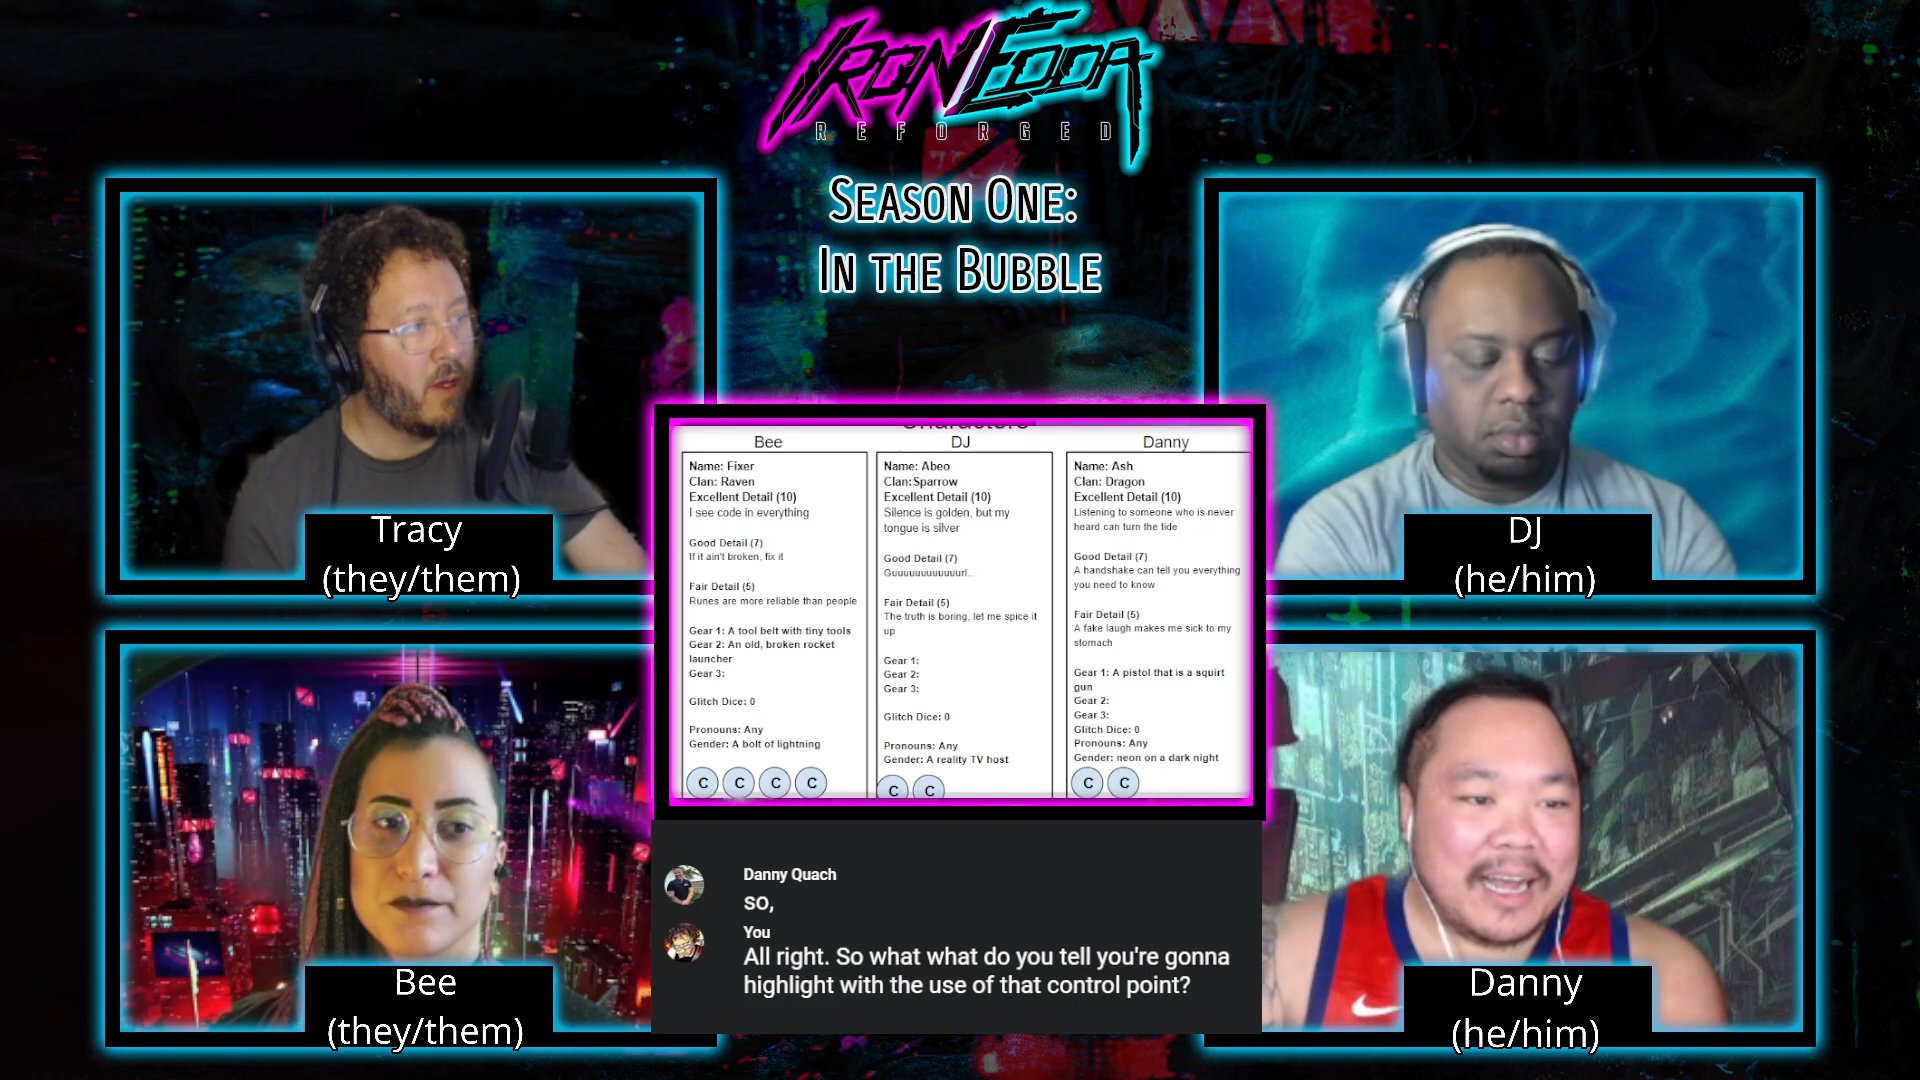 IRON EDDA
REFORGED
SEASON ONE:
IN THE BUBBLE
Tracy
(they/them)
DJ
(he/him)
Characters
Bee
DJ
Danny
Name: Fixer
Clan: Raven
Excellent Detail (10)
I see code in everything
Good Detail (7)
If it ain't broken, fix it
Fair Detail (5)
Runes are more reliable than people
Gear 1: A tool belt with tiny tools
Gear 2: An old, broken rocket
launcher
Gear 3:
Glitch Dice: 0
Pronouns: Any
Gender: A bolt of lightning
C C C C
Name: Abeo
Clan:Sparrow
Excellent Detail (10)
Silence is golden, but my
tongue is silver
Good Detail (7)
Fair Detail (5)
The truth is boring, let me spice it
up
Gear 1:
Gear 2:
Gear 3:
Glitch Dice: 0
Pronouns: Any
Gender: A reality TV host
C C
Name: Ash
Clan: Dragon
Excellent Detail (10)
Listening to someone who is never
heard can turn the tide
Good Detail (7)
A handshake can tell you everything
you need to know
Fair Detail (5)
A fake laugh makes me sick to my
stomach
Gear 1: A pistol that is a squirt
gun
Gear 2:
Gear 3:
Glitch Dice: 0
Pronouns: Any
Gender: neon on a dark night
C C
Bee
(they/them)
Danny Quach
SO,
You
All right. So what what do you tell you're gonna
highlight with the use of that control point?
Danny
(he/him)